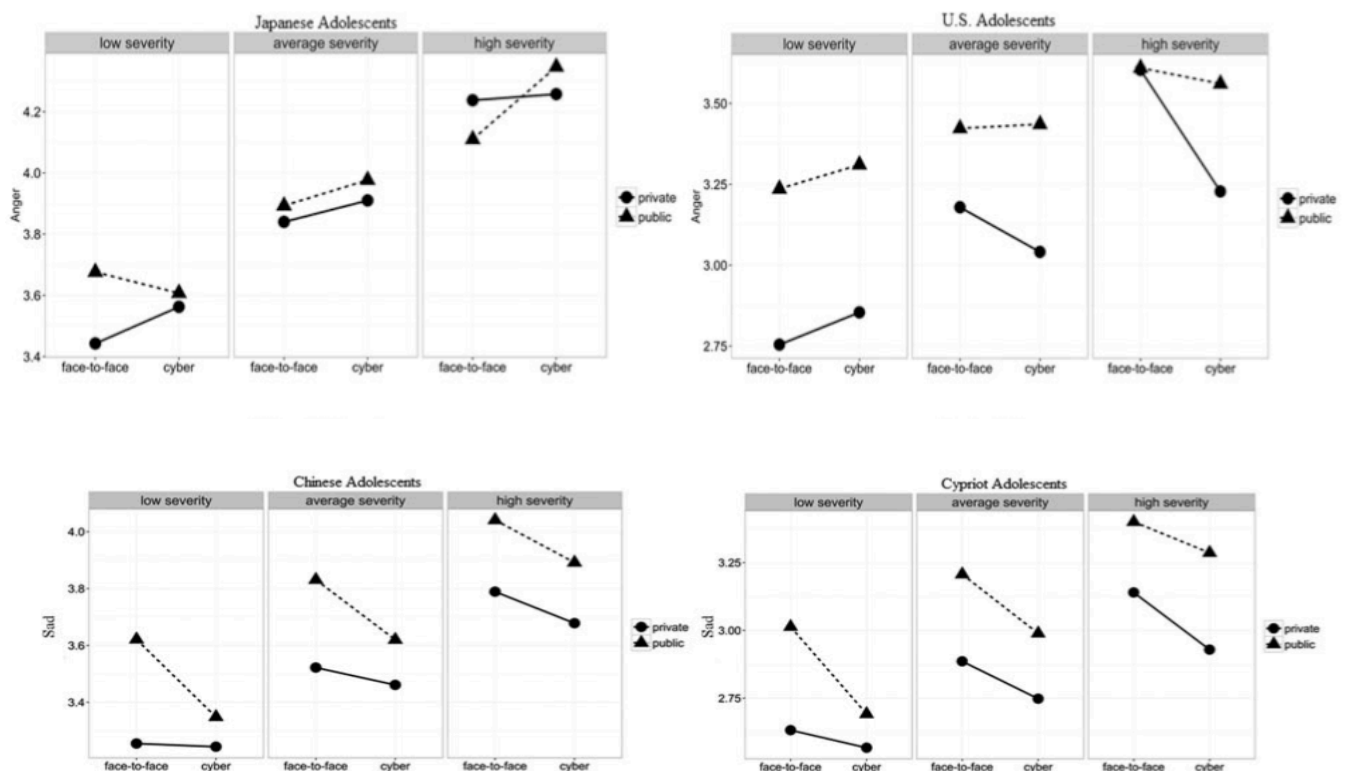 Japanese Adolescents
low severity average severity high severity
4.2
4.0
3.8
3.6
3.4
Anger
face-to-face cyber face-to-face cyber face-to-face cyber
private
public
U.S. Adolescents
low severity average severity high severity
3.50
3.25
3.00
2.75
Anger
face-to-face cyber face-to-face cyber face-to-face cyber
private
public
Chinese Adolescents
low severity average severity high severity
4.0
3.8
3.6
3.4
Sad
face-to-face cyber face-to-face cyber face-to-face cyber
private
public
Cypriot Adolescents
low severity average severity high severity
3.25
3.00
2.75
Sad
face-to-face cyber face-to-face cyber face-to-face cyber
private
public